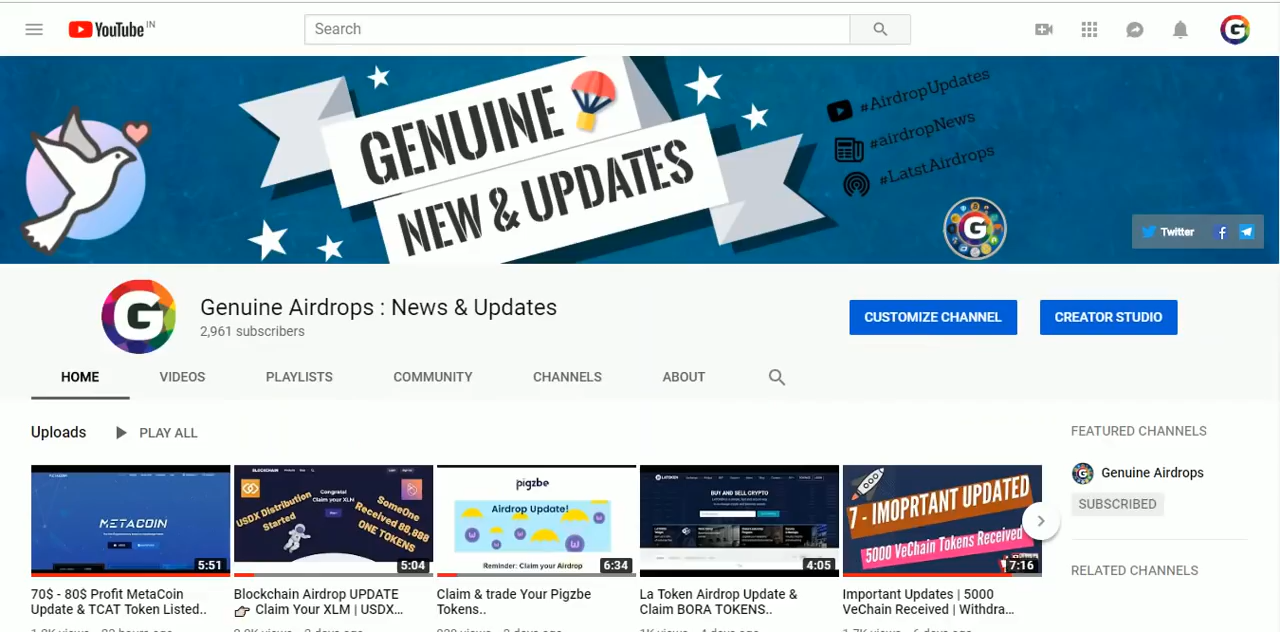 YouTube IN
Search
GENUINE
NEW & UPDATES
#AirdropUpdates
#airdropNews
#LatstAirdrops
G
Twitter
Genuine Airdrops : News & Updates
2,961 subscribers
CUSTOMIZE CHANNEL
CREATOR STUDIO
HOME VIDEOS PLAYLISTS COMMUNITY CHANNELS ABOUT
Uploads PLAY ALL
FEATURED CHANNELS
Genuine Airdrops
SUBSCRIBED
RELATED CHANNELS
METACOIN
5:51
BLOCKCHAIN
Congrats!
Claim your XLM
USDX Distribution
Started
SomeOne
Received 88,888
ONE TOKENS
5:04
pigzbe
Airdrop Update!
Reminder: Claim your Airdrop
6:34
LATOKEN
BUY AND SELL CRYPTO
4:05
7 - IMOPRTANT UPDATED
5000 VeChain Tokens Received
7:16
70$ - 80$ Profit MetaCoin
Update & TCAT Token Listed..
Blockchain Airdrop UPDATE
👉 Claim Your XLM | USDX...
Claim & trade Your Pigzbe
Tokens..
La Token Airdrop Update &
Claim BORA TOKENS..
Important Updates | 5000
VeChain Received | Withdra...